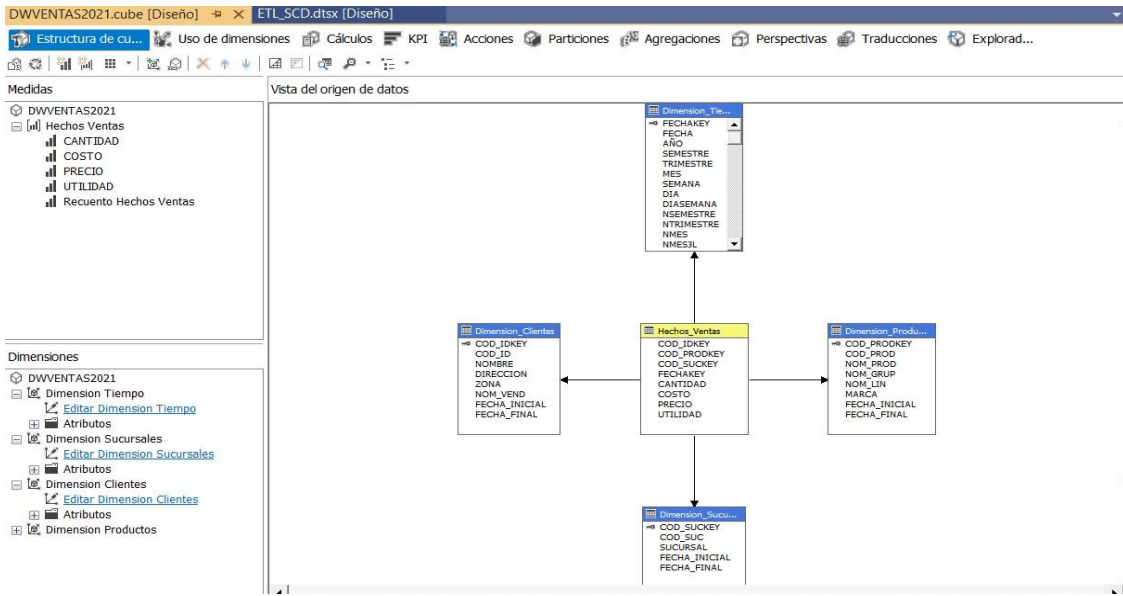 DWVENTAS2021.cube [Diseño]
ETL_SCD.dtsx [Diseño]
Estructura de cu... Uso de dimensiones Cálculos KPI Acciones Particiones Agregaciones Perspectivas Traducciones Explorad...
Medidas
DWVENTAS2021
Hechos Ventas
CANTIDAD
COSTO
PRECIO
UTILIDAD
Recuento Hechos Ventas
Dimensiones
DWVENTAS2021
Dimension Tiempo
Editar Dimension Tiempo
Atributos
Dimension Sucursales
Editar Dimension Sucursales
Atributos
Dimension Clientes
Editar Dimension Clientes
Atributos
Dimension Productos
Vista del origen de datos
Dimension_Tie...
FECHAKEY
FECHA
AÑO
SEMESTRE
TRIMESTRE
MES
SEMANA
DIA
DIASEMANA
NSEMESTRE
NTRIMESTRE
NMES
NMES3L
Dimension_Clientes
COD_IDKEY
COD_ID
NOMBRE
DIRECCION
ZONA
NOM_VEND
FECHA_INICIAL
FECHA_FINAL
Hechos_Ventas
COD_IDKEY
COD_PRODKEY
COD_SUCKEY
FECHAKEY
CANTIDAD
COSTO
PRECIO
UTILIDAD
Dimension_Produ...
COD_PRODKEY
COD_PROD
NOM_PROD
NOM_GRUP
NOM_LIN
MARCA
FECHA_INICIAL
FECHA_FINAL
Dimension_Sucu...
COD_SUCKEY
COD_SUC
SUCURSAL
FECHA_INICIAL
FECHA_FINAL